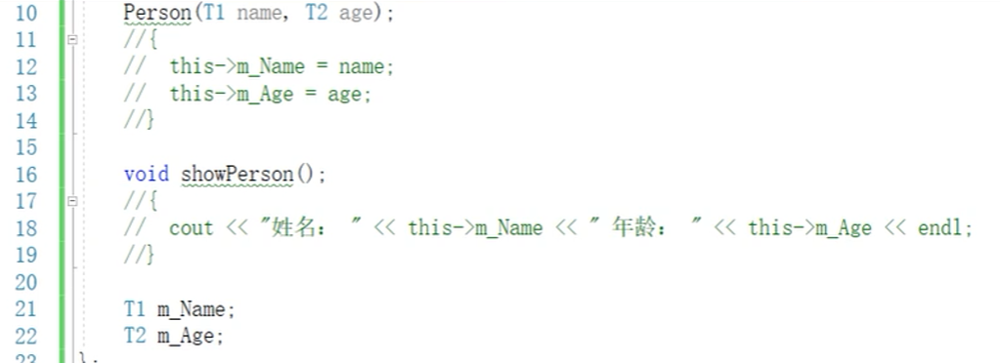 10 Person(T1 name, T2 age);
11 //{
12 //  this->m_Name = name;
13 //  this->m_Age = age;
14 //}
15
16 void showPerson();
17 //{
18 //  cout << "姓名： " << this->m_Name << " 年龄： " << this->m_Age << endl;
19 //}
20
21 T1 m_Name;
22 T2 m_Age;
23 };